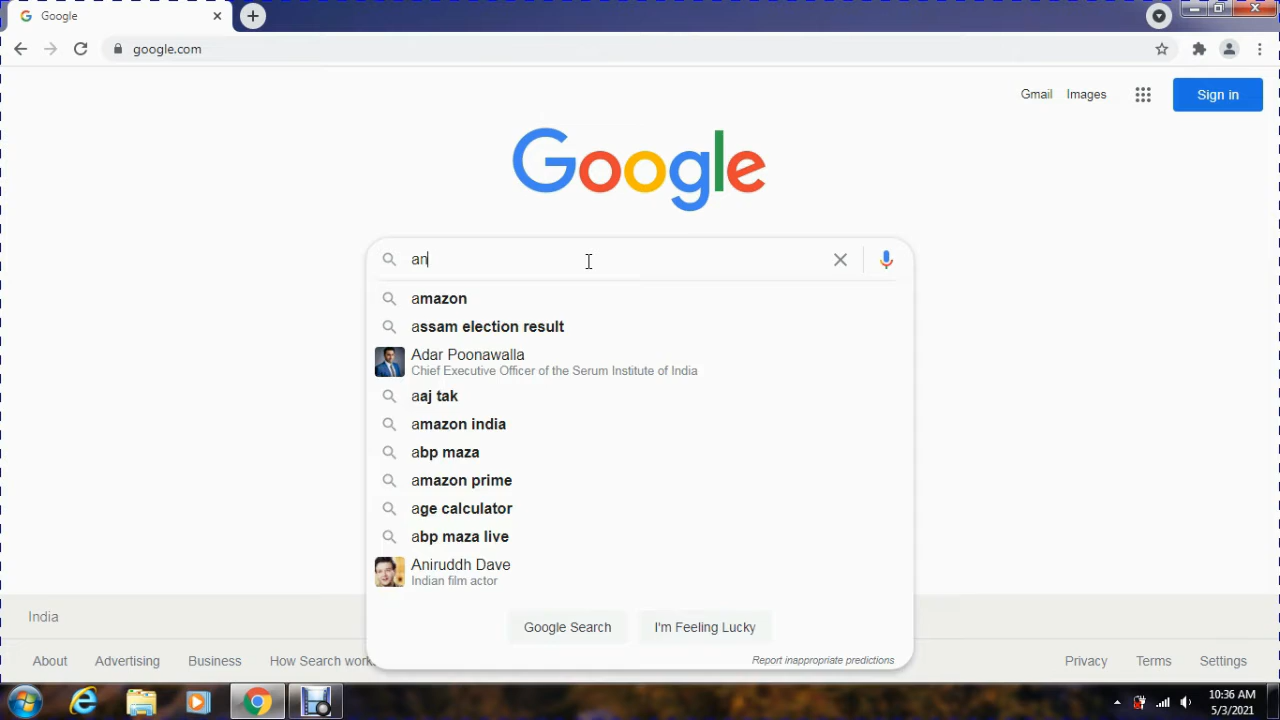 Google
google.com
Gmail Images Sign in
Google
an
amazon
assam election result
Adar Poonawalla
Chief Executive Officer of the Serum Institute of India
aaj tak
amazon india
abp maza
amazon prime
age calculator
abp maza live
Aniruddh Dave
Indian film actor
Google Search I'm Feeling Lucky
Report inappropriate predictions
India
About Advertising Business How Search work Privacy Terms Settings
10:36 AM
5/3/2021